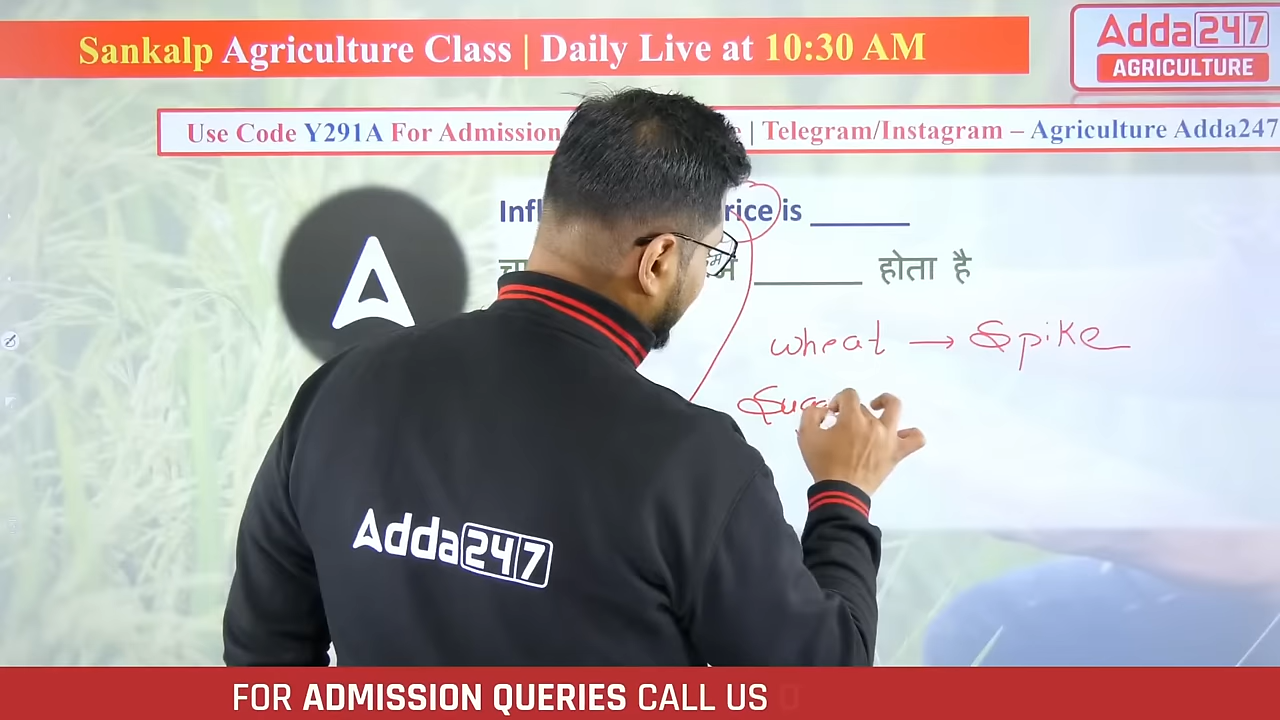 Sankalp Agriculture Class | Daily Live at 10:30 AM
Adda247
AGRICULTURE
Use Code Y291A For Admission | Telegram/Instagram – Agriculture Adda247
rice is ______
______ होता है
wheat → Spike
A
Adda247
FOR ADMISSION QUERIES CALL US